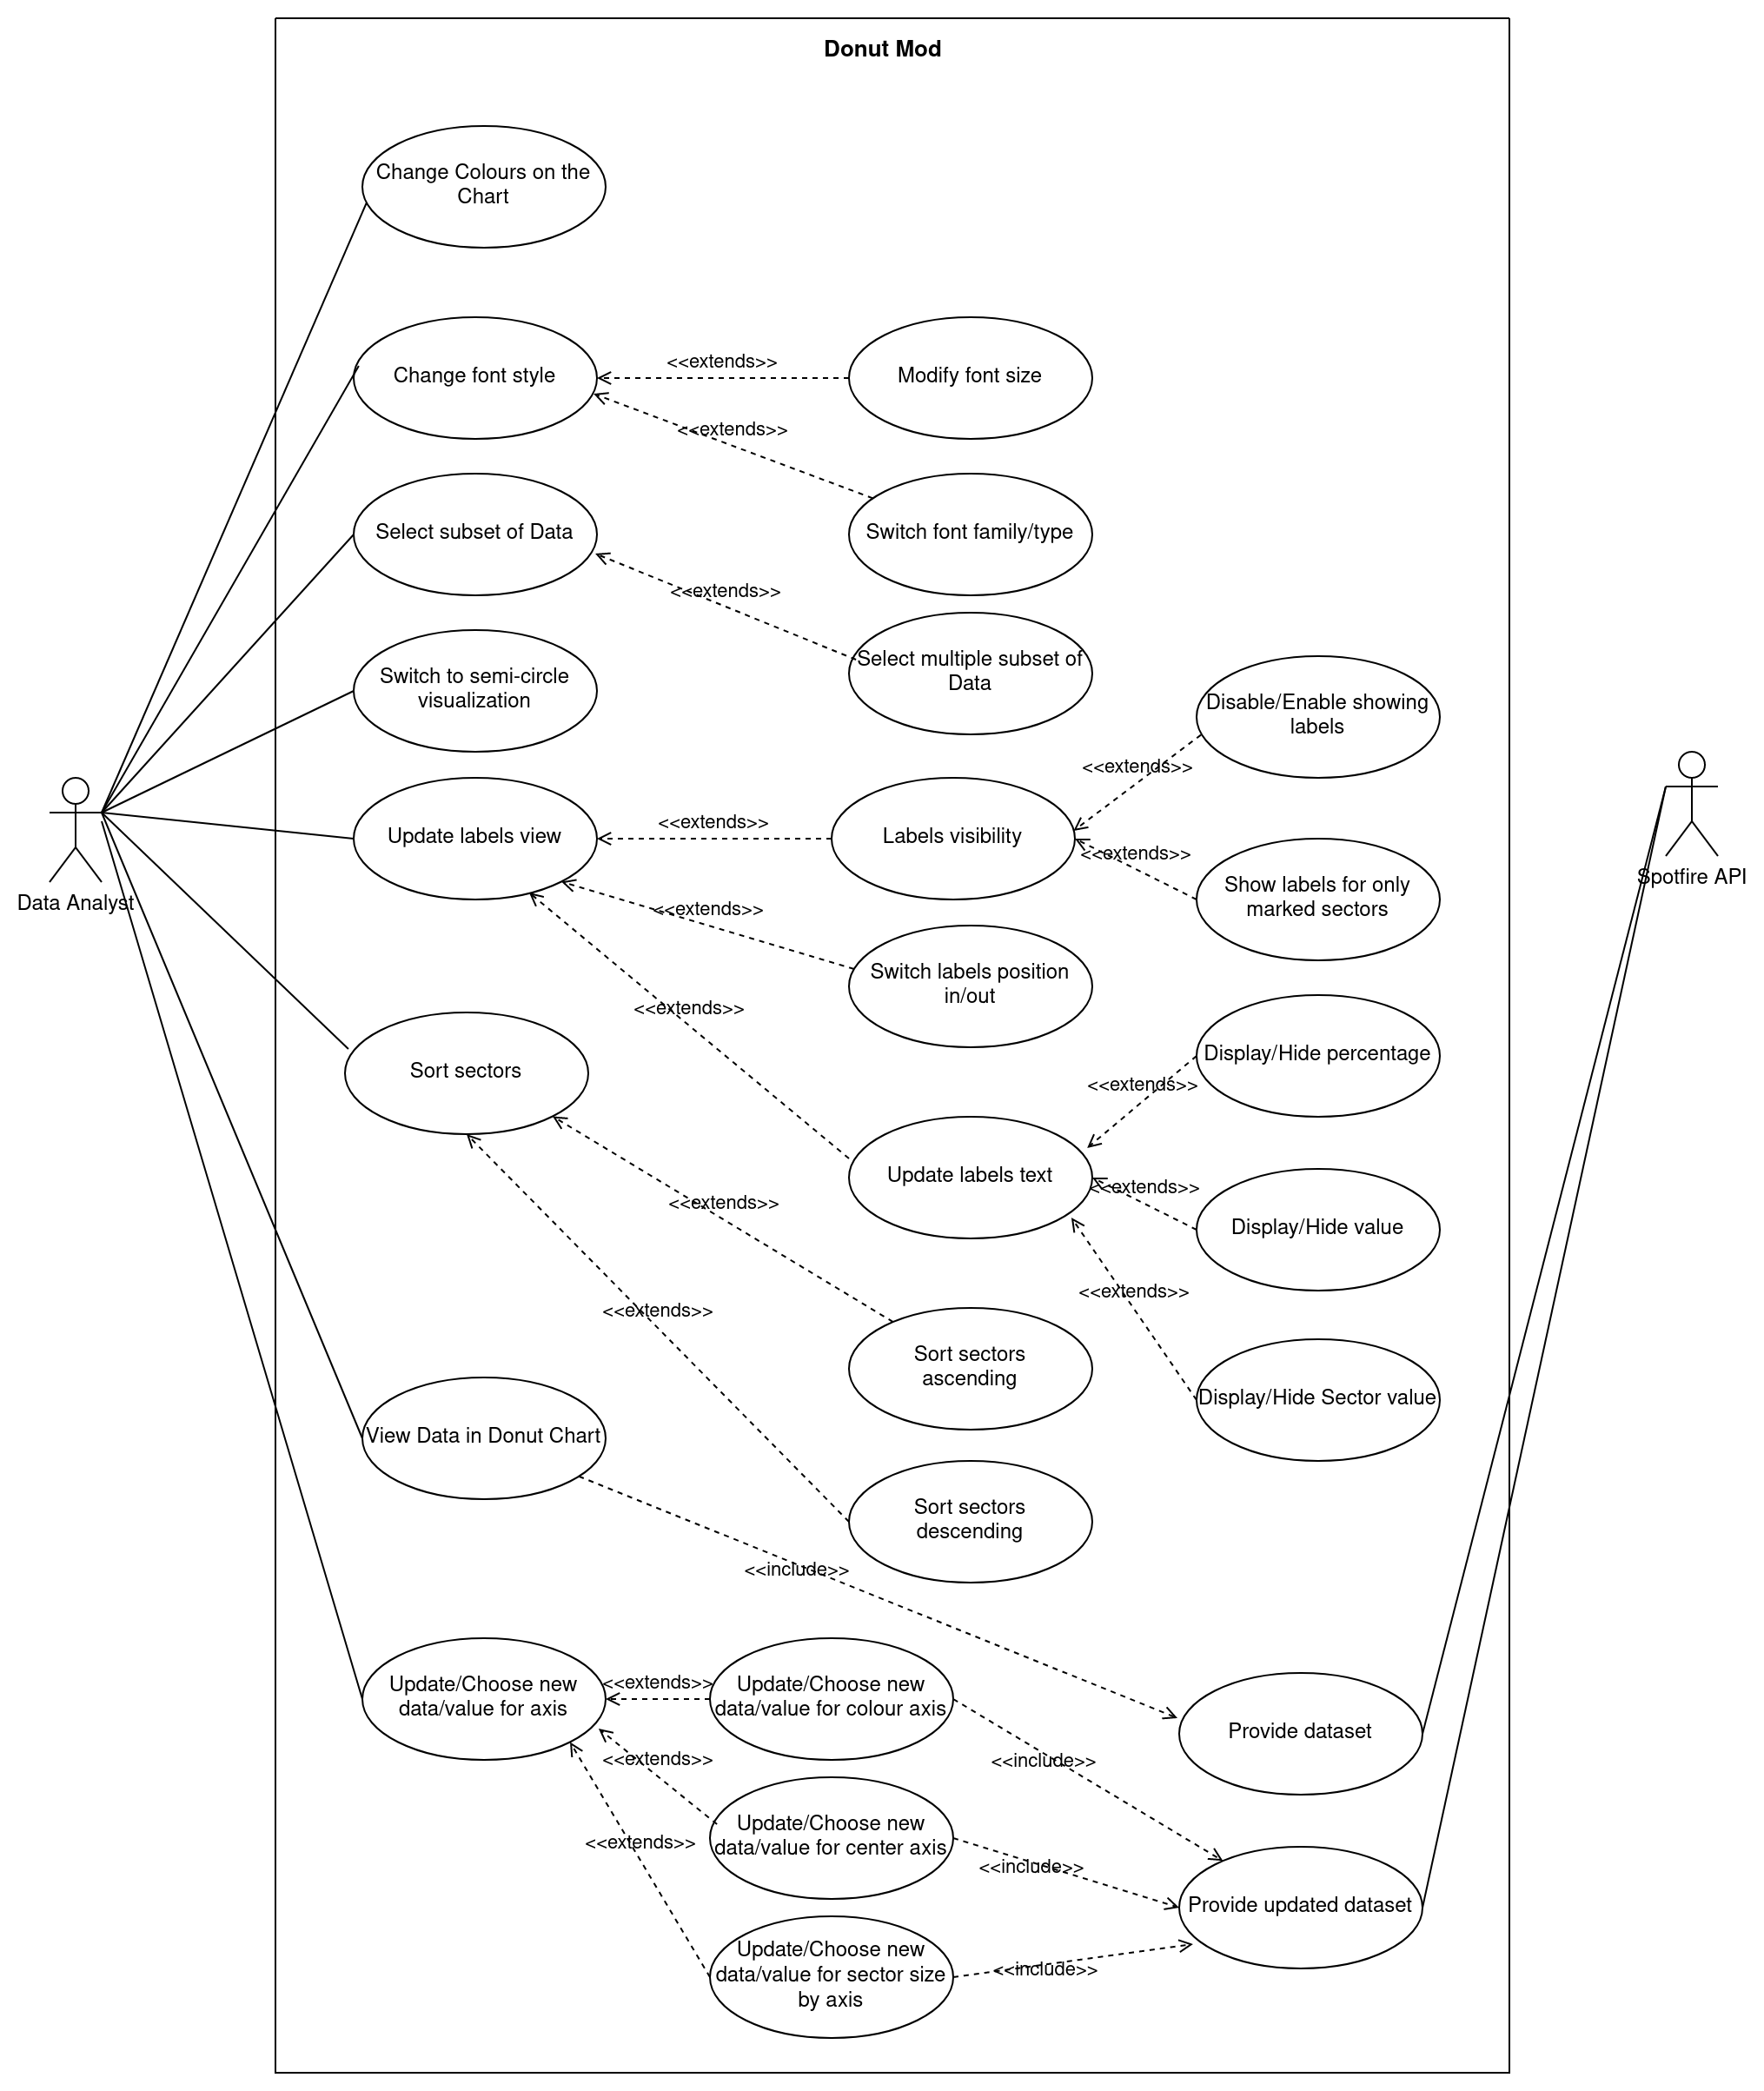 Donut Mod
Change Colours on the
Chart
Change font style
<<extends>>
Modify font size
<<extends>>
Select subset of Data
Switch font family/type
<<extends>>
Switch to semi-circle
visualization
Select multiple subset of
Data
Disable/Enable showing
labels
<<extends>>
Data Analyst
Spotfire API
Update labels view
<<extends>>
Labels visibility
<<extends>>
Show labels for only
marked sectors
<<extends>>
Switch labels position
in/out
<<extends>>
Sort sectors
Display/Hide percentage
<<extends>>
Update labels text
<<extends>>
Display/Hide value
<<extends>>
<<extends>>
<<extends>>
Sort sectors
ascending
Display/Hide Sector value
View Data in Donut Chart
Sort sectors
descending
<<include>>
Update/Choose new
data/value for axis
<<extends>>
Update/Choose new
data/value for colour axis
Provide dataset
<<extends>>
<<include>>
Update/Choose new
data/value for center axis
<<extends>>
<<include>>
Provide updated dataset
Update/Choose new
data/value for sector size
by axis
<<include>>